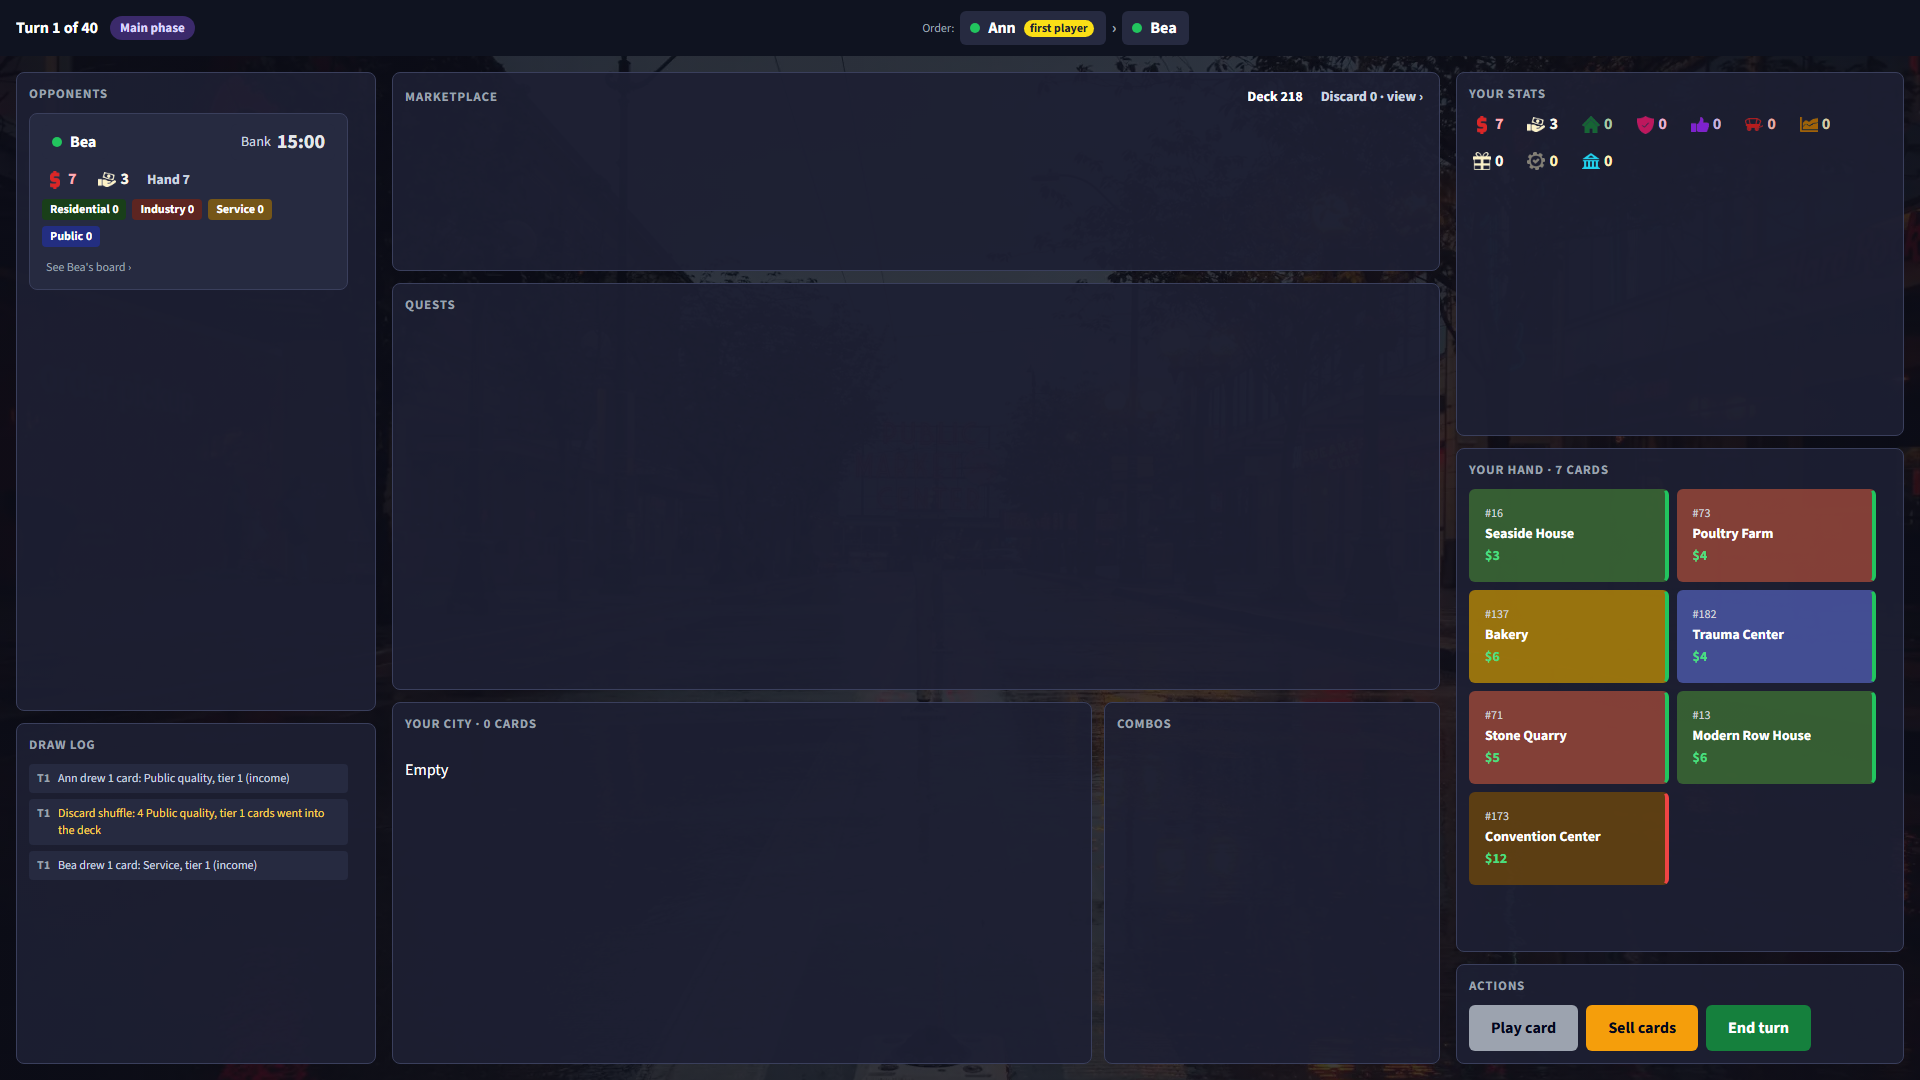 Turn 1 of 40
Main phase
Order:
Ann
first player
›
Bea
OPPONENTS
Bea
Bank 15:00
7
3
Hand 7
Residential 0
Industry 0
Service 0
Public 0
See Bea's board ›
DRAW LOG
T1 Ann drew 1 card: Public quality, tier 1 (income)
T1 Discard shuffle: 4 Public quality, tier 1 cards went into
the deck
T1 Bea drew 1 card: Service, tier 1 (income)
MARKETPLACE
Deck 218
Discard 0 · view ›
QUESTS
YOUR CITY · 0 CARDS
Empty
COMBOS
YOUR STATS
7
3
0
0
0
0
0
0
0
0
YOUR HAND · 7 CARDS
#16
Seaside House
$3
#73
Poultry Farm
$4
#137
Bakery
$6
#182
Trauma Center
$4
#71
Stone Quarry
$5
#13
Modern Row House
$6
#173
Convention Center
$12
ACTIONS
Play card
Sell cards
End turn